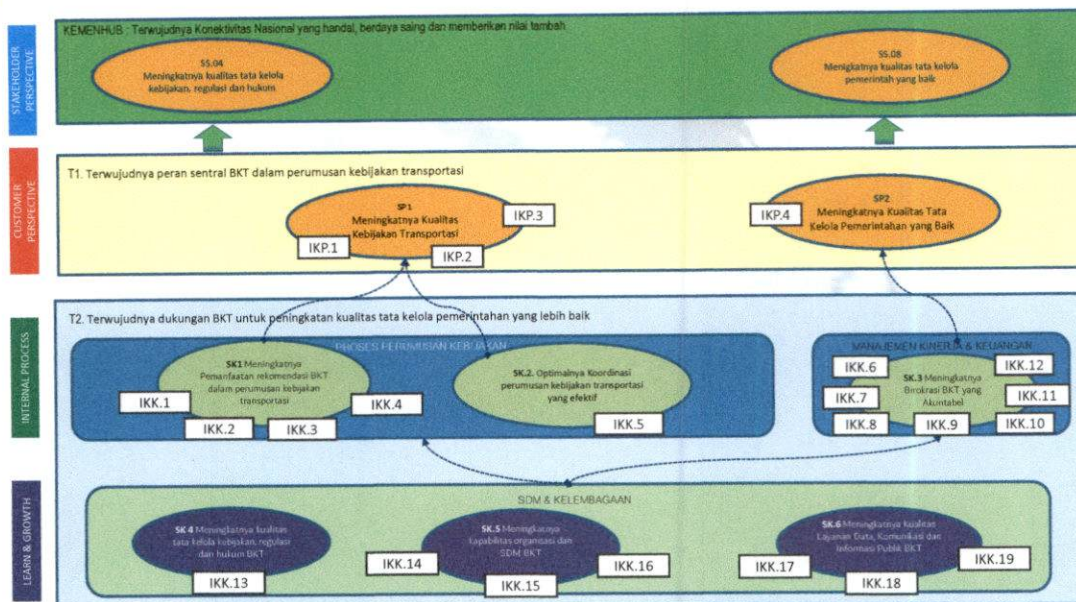 STAKEHOLDER
PERSPECTIVE
KEMENHUB : Terwujudnya Konektivitas Nasional yang handal, berdaya saing dan memberikan nilai tambah
SS.04
Meningkatnya kualitas tata kelola
kebijakan, regulasi dan hukum
SS.08
Menigkatnya kualitas tata kelola
pemerintah yang baik
CUSTOMER
PERSPECTIVE
T1. Terwujudnya peran sentral BKT dalam perumusan kebijakan transportasi
SP1
Meningkatnya Kualitas
Kebijakan Transportasi
IKP.1
IKP.2
IKP.3
SP2
Meningkatnya Kualitas Tata
Kelola Pemerintahan yang Baik
IKP.4
INTERNAL PROCESS
T2. Terwujudnya dukungan BKT untuk peningkatan kualitas tata kelola pemerintahan yang lebih baik
PROSES PERUMUSAN KEBIJAKAN
SK1 Meningkatnya
Pemanfaatan rekomendasi BKT
dalam perumusan kebijakan
transportasi
IKK.1
IKK.2
IKK.3
IKK.4
SK.2. Optimalnya Koordinasi
perumusan kebijakan transportasi
yang efektif
IKK.5
MANAJEMEN KINERJA & KEUANGAN
SK.3 Meningkatnya
Birokrasi BKT yang
Akuntabel
IKK.6
IKK.7
IKK.8
IKK.9
IKK.10
IKK.11
IKK.12
LEARN & GROWTH
SDM & KELEMBAGAAN
SK 4 Meningkatnya kualitas
tata kelola kebijakan, regulasi
dan hukum BKT
IKK.13
SK.5 Meningkatnya
kapabilitas organisasi dan
SDM BKT
IKK.14
IKK.15
IKK.16
SK.6 Meningkatnya kualitas
Layanan Data, Komunikasi dan
Informasi Publik BKT
IKK.17
IKK.18
IKK.19